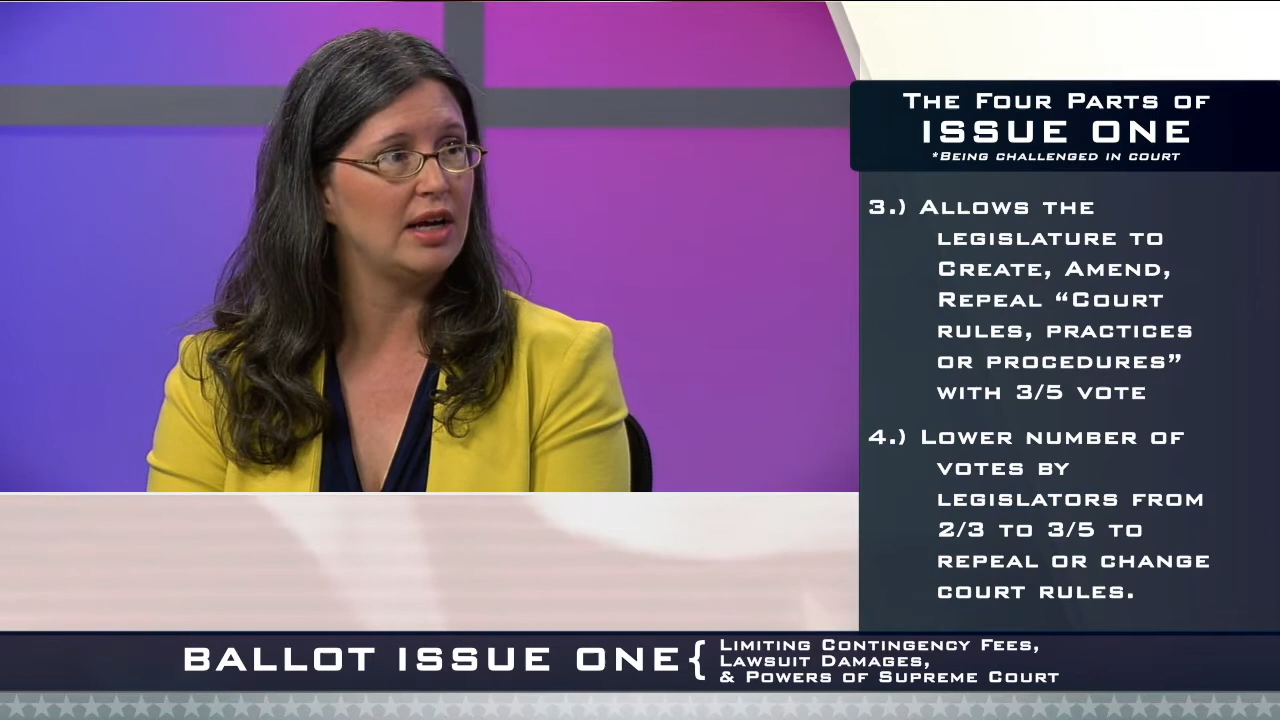 THE FOUR PARTS OF
ISSUE ONE
*BEING CHALLENGED IN COURT
3.) ALLOWS THE
LEGISLATURE TO
CREATE, AMEND,
REPEAL “COURT
RULES, PRACTICES
OR PROCEDURES”
WITH 3/5 VOTE
4.) LOWER NUMBER OF
VOTES BY
LEGISLATORS FROM
2/3 TO 3/5 TO
REPEAL OR CHANGE
COURT RULES.
BALLOT ISSUE ONE {
LIMITING CONTINGENCY FEES,
LAWSUIT DAMAGES,
& POWERS OF SUPREME COURT